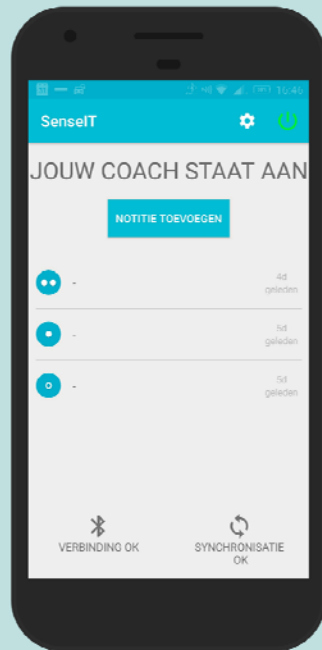 16:46
SenseIT
JOUW COACH STAAT AAN
NOTITIE TOEVOEGEN
- 4d
geleden
- 5d
geleden
- 5d
geleden
VERBINDING OK
SYNCHRONISATIE
OK